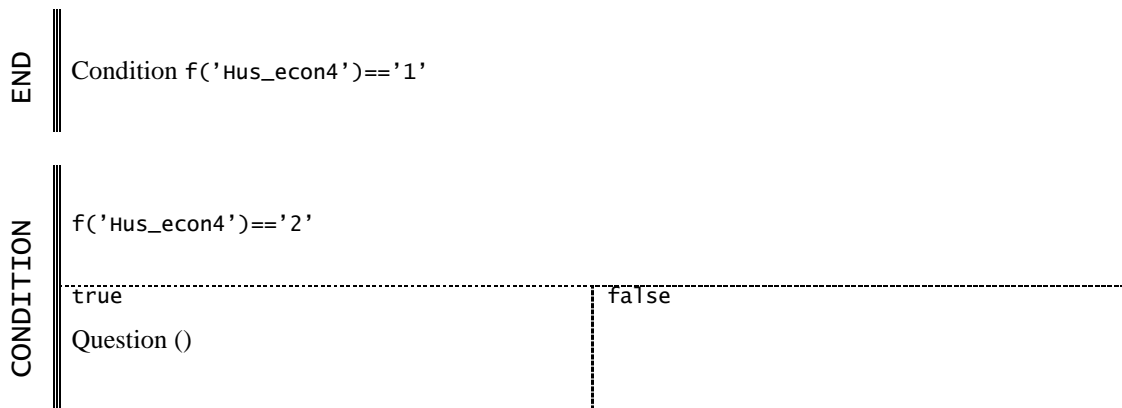 END
Condition f('Hus_econ4')=='1'
CONDITION
f(’Hus_econ4’)==’2’
true
false
Question ()